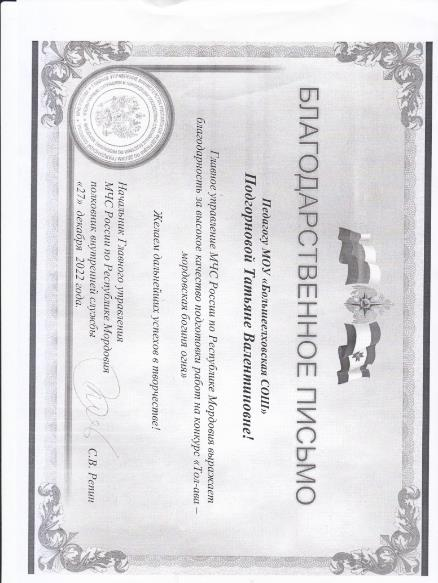 БЛАГОДАРСТВЕННОЕ ПИСЬМО
Педагогу МОУ «Большеелховская СОШ»
Подгорновой Татьяне Валентиновне!
Главное управление МЧС России по Республике Мордовия выражает
благодарность за высокое качество подготовки работ на конкурс «Тол-ава –
мордовская богиня огня»
Желаем дальнейших успехов в творчестве!
Начальник Главного управления
МЧС России по Республике Мордовия
полковник внутренней службы
«27» декабря 2022 года.
С.В. Репин